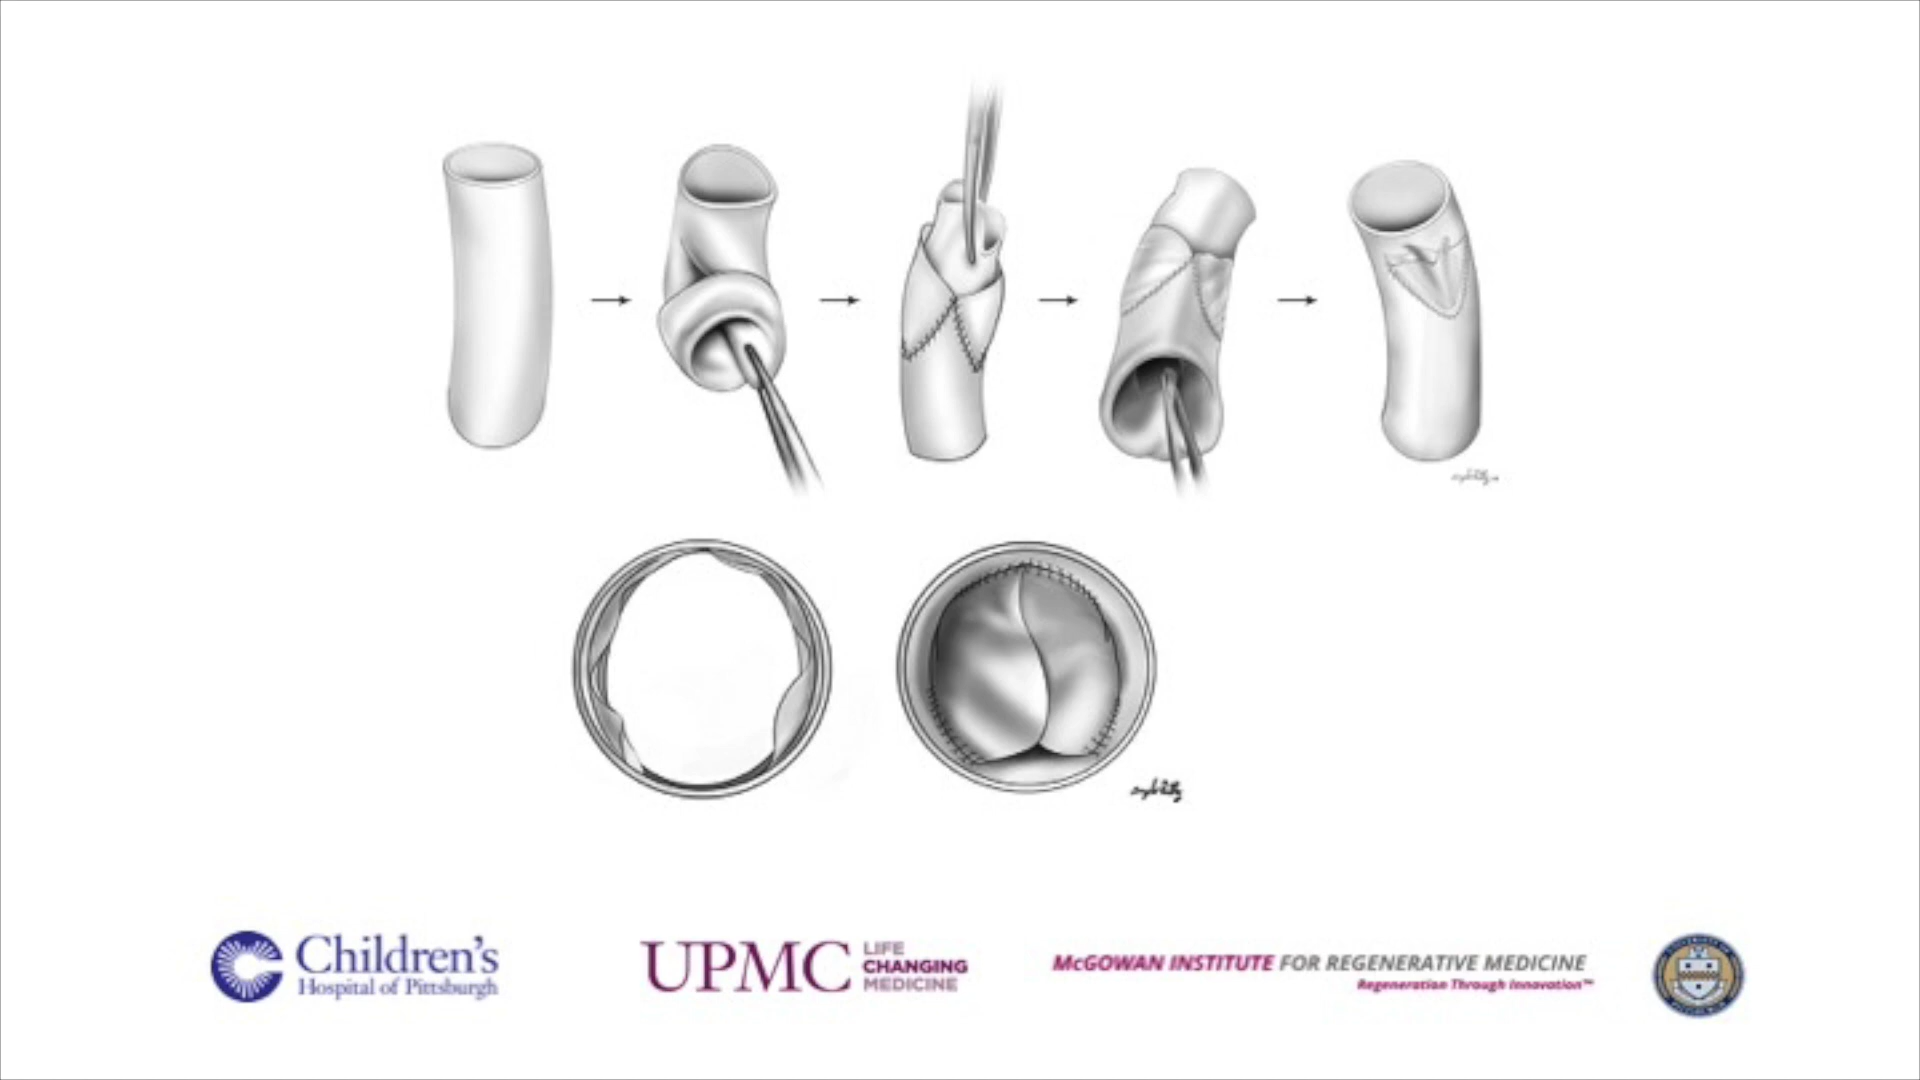 Children's
Hospital of Pittsburgh
UPMC
LIFE
CHANGING
MEDICINE
McGOWAN INSTITUTE FOR REGENERATIVE MEDICINE
Regeneration Through Innovation™